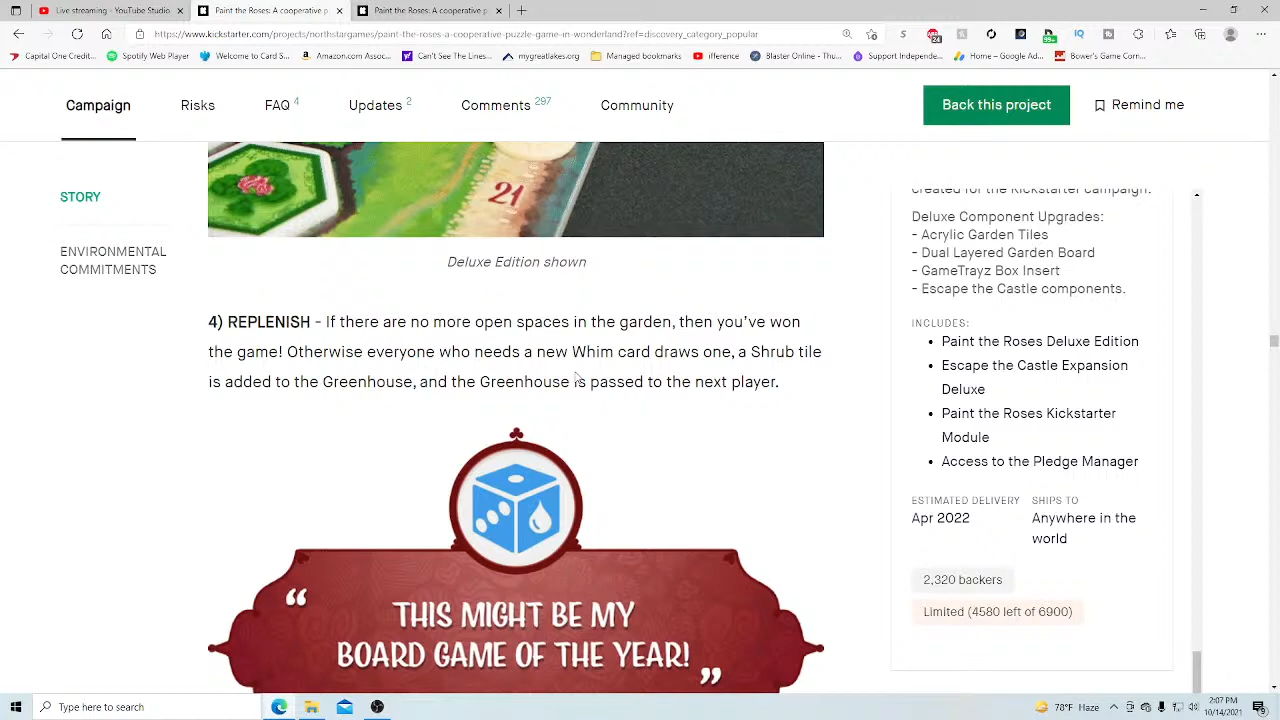 Live streaming - YouTube Studio
Paint the Roses: A cooperative p
Paint the Roses: A cooperative p
https://www.kickstarter.com/projects/northstargames/paint-the-roses-a-cooperative-puzzle-game-in-wonderland?ref=discovery_category_popular
Capital One Credit...
Spotify Web Player
Welcome Card S...
Amazon Associat...
Can't See The Lines...
mygreatlakes.org
Managed bookmarks
ifference
Blaster Online - Thu...
Support Independe...
Home – Google Ad...
Bower's Game Corn...
Campaign
Risks
FAQ 4
Updates 2
Comments 297
Community
Back this project
Remind me
STORY
ENVIRONMENTAL
COMMITMENTS
21
Deluxe Edition shown
4) REPLENISH - If there are no more open spaces in the garden, then you've won
the game! Otherwise everyone who needs a new Whim card draws one, a Shrub tile
is added to the Greenhouse, and the Greenhouse is passed to the next player.
“
THIS MIGHT BE MY
BOARD GAME OF THE YEAR!
”
created for the Kickstarter campaign.
Deluxe Component Upgrades:
- Acrylic Garden Tiles
- Dual Layered Garden Board
- GameTrayz Box Insert
- Escape the Castle components.
INCLUDES:
• Paint the Roses Deluxe Edition
• Escape the Castle Expansion
Deluxe
• Paint the Roses Kickstarter
Module
• Access to the Pledge Manager
ESTIMATED DELIVERY
Apr 2022
SHIPS TO
Anywhere in the
world
2,320 backers
Limited (4580 left of 6900)
Type here to search
78°F Haze
2:07 PM
10/14/2021